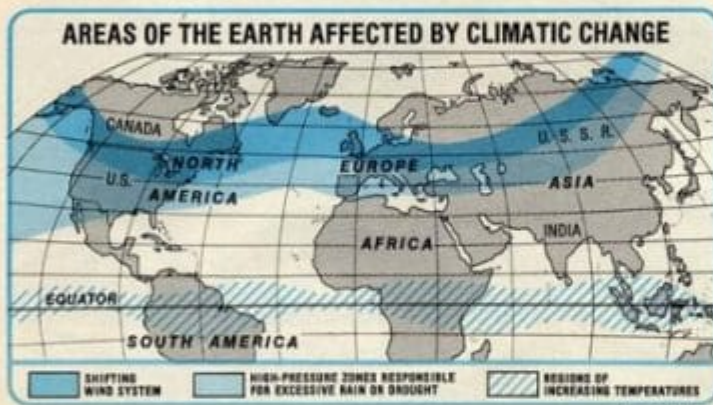 AREAS OF THE EARTH AFFECTED BY CLIMATIC CHANGE
CANADA
U. S. S. R.
NORTH
EUROPE
U.S.
ASIA
AMERICA
INDIA
AFRICA
EQUATOR
SOUTH AMERICA
SHIFTING
WIND SYSTEM
HIGH-PRESSURE ZONES RESPONSIBLE
FOR EXCESSIVE RAIN OR DROUGHT
REGIONS OF
INCREASING TEMPERATURES